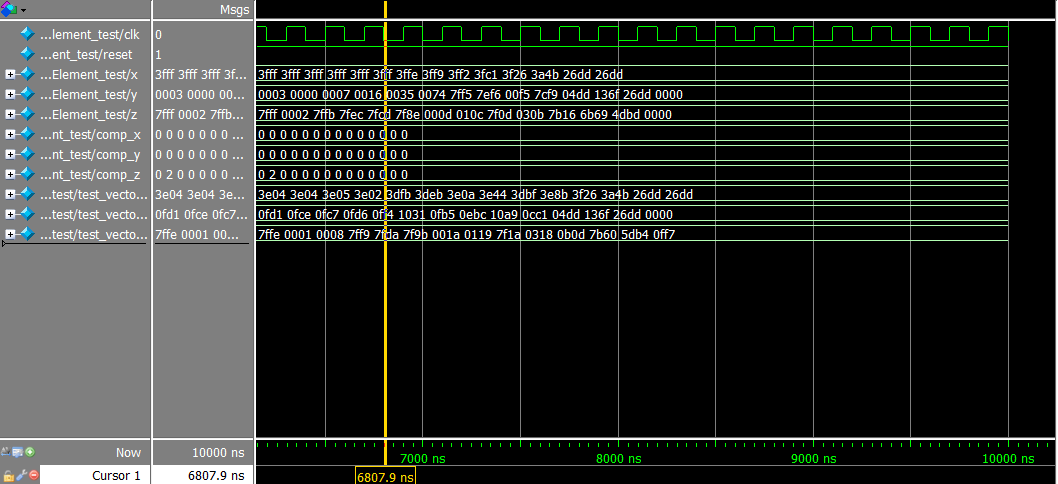 Msgs
...lement_test/clk 0
...ent_test/reset 1
...Element_test/x 3fff 3fff 3fff 3f... 3fff 3fff 3fff 3fff 3fff 3fff 3ffe 3ff9 3ff2 3fc1 3f26 3a4b 26dd 26dd
...Element_test/y 0003 0000 00... 0003 0000 0007 0016 0035 0074 7ff5 7ef6 00f5 7cf9 04dd 136f 26dd 0000
...Element_test/z 7fff 0002 7ffb... 7fff 0002 7ffb 7fec 7fcd 7f8e 000d 010c 7f0d 030b 7b16 6b69 4dbd 0000
...nt_test/comp_x 0 0 0 0 0 0 0 ... 0 0 0 0 0 0 0 0 0 0 0 0 0 0
...nt_test/comp_y 0 0 0 0 0 0 0 ... 0 0 0 0 0 0 0 0 0 0 0 0 0 0
...nt_test/comp_z 0 2 0 0 0 0 0 ... 0 2 0 0 0 0 0 0 0 0 0 0 0 0
...test/test_vecto... 3e04 3e04 3e... 3e04 3e04 3e05 3e02 3dfb 3deb 3e0a 3e44 3dbf 3e8b 3f26 3a4b 26dd 26dd
...test/test_vecto... 0fd1 0fce 0fc7... 0fd1 0fce 0fc7 0fd6 0ff4 1031 0fb5 0ebc 10a9 0cc1 04dd 136f 26dd 0000
...test/test_vecto... 7ffe 0001 00... 7ffe 0001 0008 7ff9 7fda 7f9b 001a 0119 7f1a 0318 0b0d 7b60 5db4 0ff7
Now 10000 ns 7000 ns 8000 ns 9000 ns 10000 ns
Cursor 1 6807.9 ns 6807.9 ns